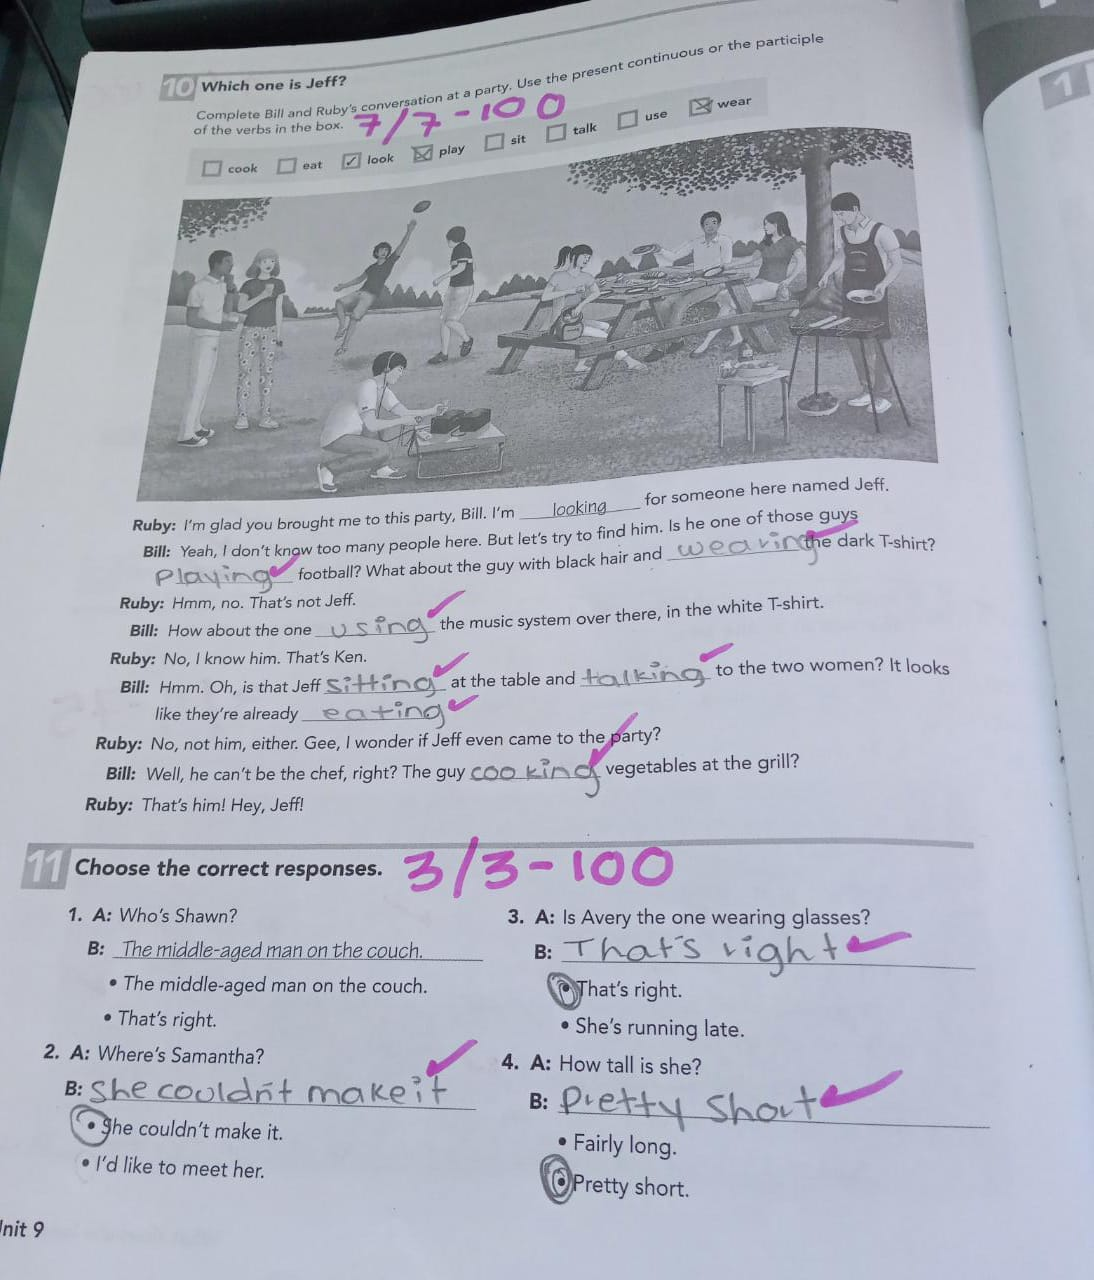 10 Which one is Jeff?
Complete Bill and Ruby's conversation at a party. Use the present continuous or the participle
of the verbs in the box. 7/7-100
cook eat look play sit talk use wear
Ruby: I'm glad you brought me to this party, Bill. I'm looking for someone here named Jeff.
Bill: Yeah, I don't know too many people here. But let's try to find him. Is he one of those guys
Playing football? What about the guy with black hair and wearing the dark T-shirt?
Ruby: Hmm, no. That's not Jeff.
Bill: How about the one using the music system over there, in the white T-shirt.
Ruby: No, I know him. That's Ken.
Bill: Hmm. Oh, is that Jeff sitting at the table and talking to the two women? It looks
like they're already eating
Ruby: No, not him, either. Gee, I wonder if Jeff even came to the party?
Bill: Well, he can't be the chef, right? The guy cooking vegetables at the grill?
Ruby: That's him! Hey, Jeff!
11 Choose the correct responses. 3/3-100
1. A: Who's Shawn?
B: The middle-aged man on the couch.
• The middle-aged man on the couch.
• That's right.
2. A: Where's Samantha?
B: She couldn't make it
• She couldn't make it.
• I'd like to meet her.
3. A: Is Avery the one wearing glasses?
B: That's right
• That's right.
• She's running late.
4. A: How tall is she?
B: Pretty short
• Fairly long.
• Pretty short.
Unit 9
1